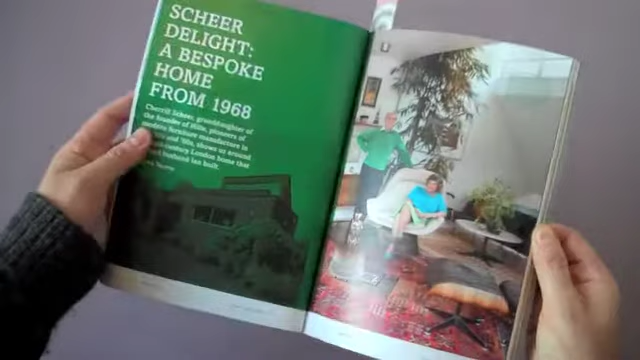 SCHEER
DELIGHT:
A BESPOKE
HOME
FROM 1968
Cherrill Scheer, granddaughter of
the founder of Hille, pioneers of
modern furniture manufacture in
and '60s, shows us around
century London home that
husband Ian built.